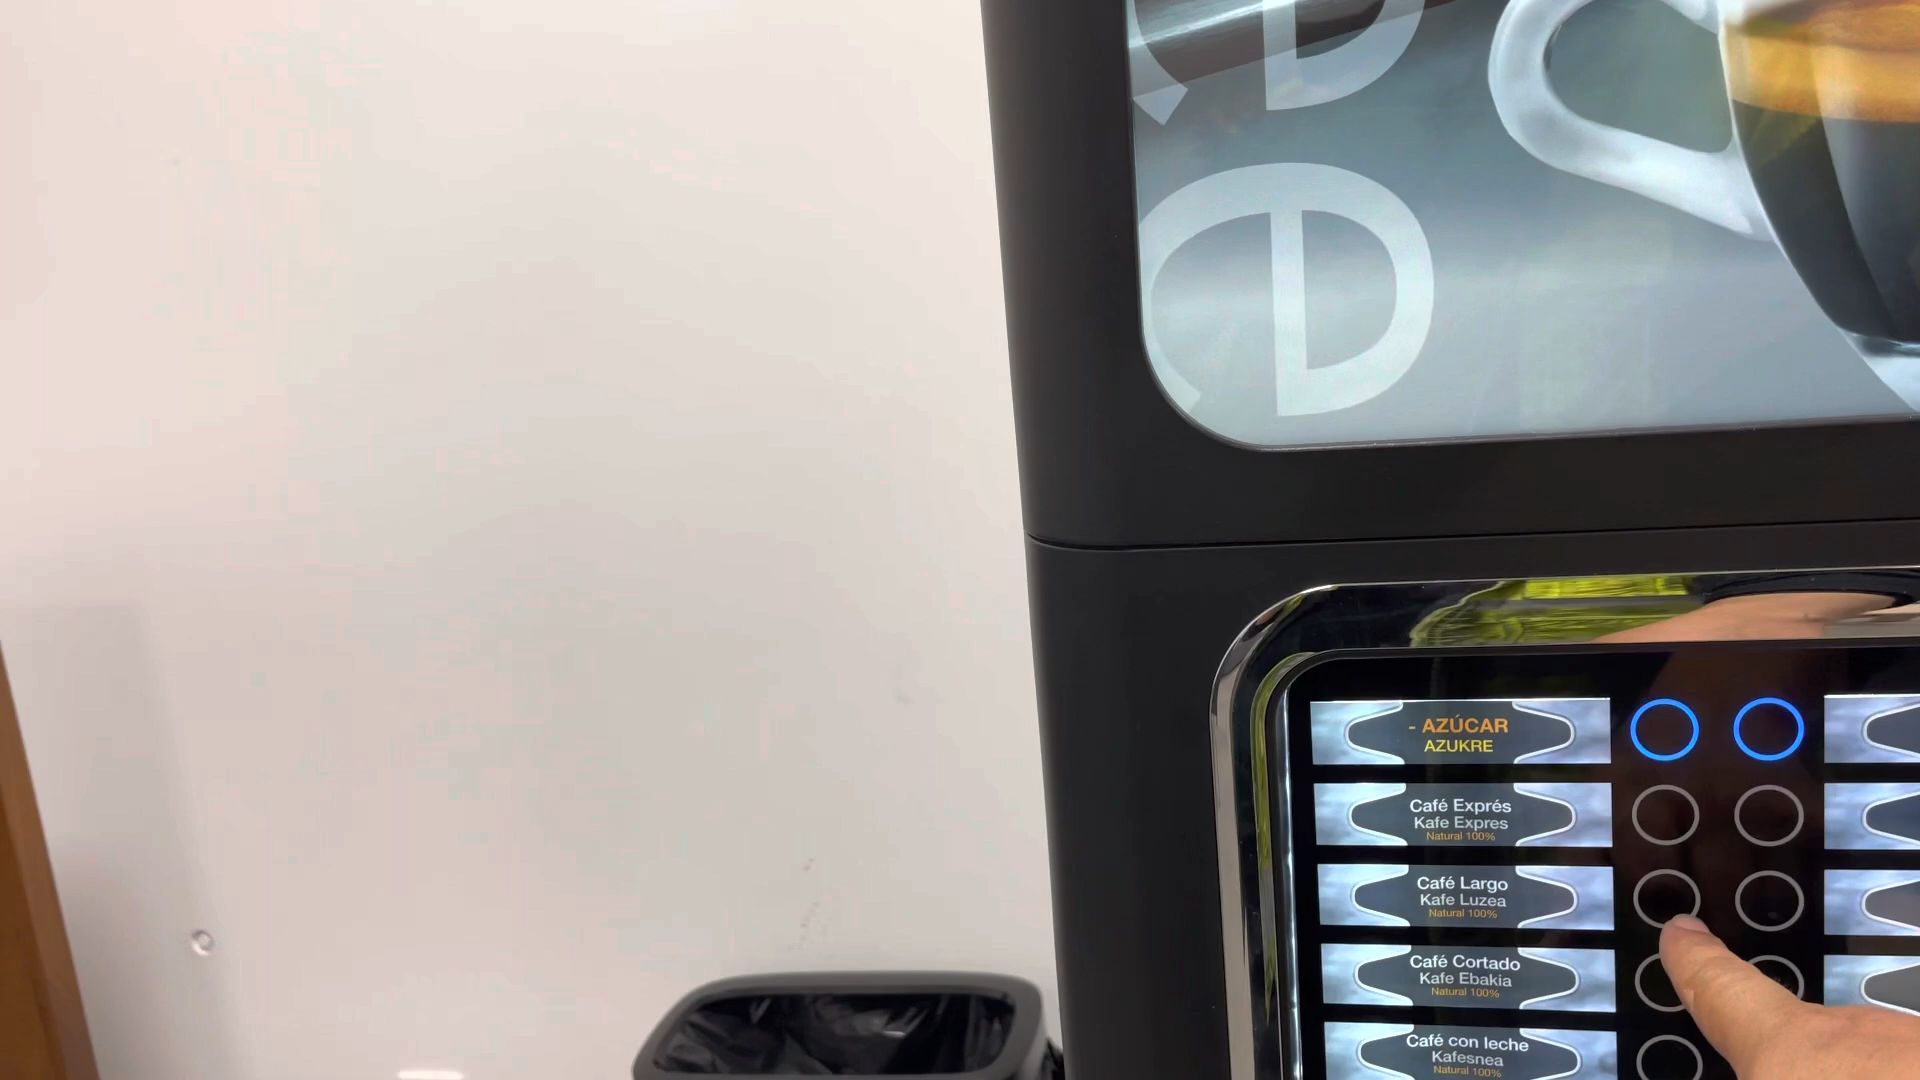 - AZÚCAR
AZUKRE
Café Exprés
Kafe Expres
Natural 100%
Café Largo
Kafe Luzea
Natural 100%
Café Cortado
Kafe Ebakia
Natural 100%
Café con leche
Kafesnea
Natural 100%